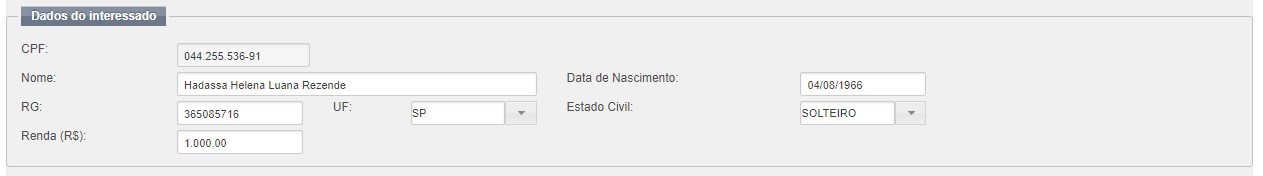 Dados do interessado
CPF: 044.255.536-91
Nome: Hadassa Helena Luana Rezende Data de Nascimento: 04/08/1966
RG: 365085716 UF: SP Estado Civil: SOLTEIRO
Renda (R$): 1.000,00